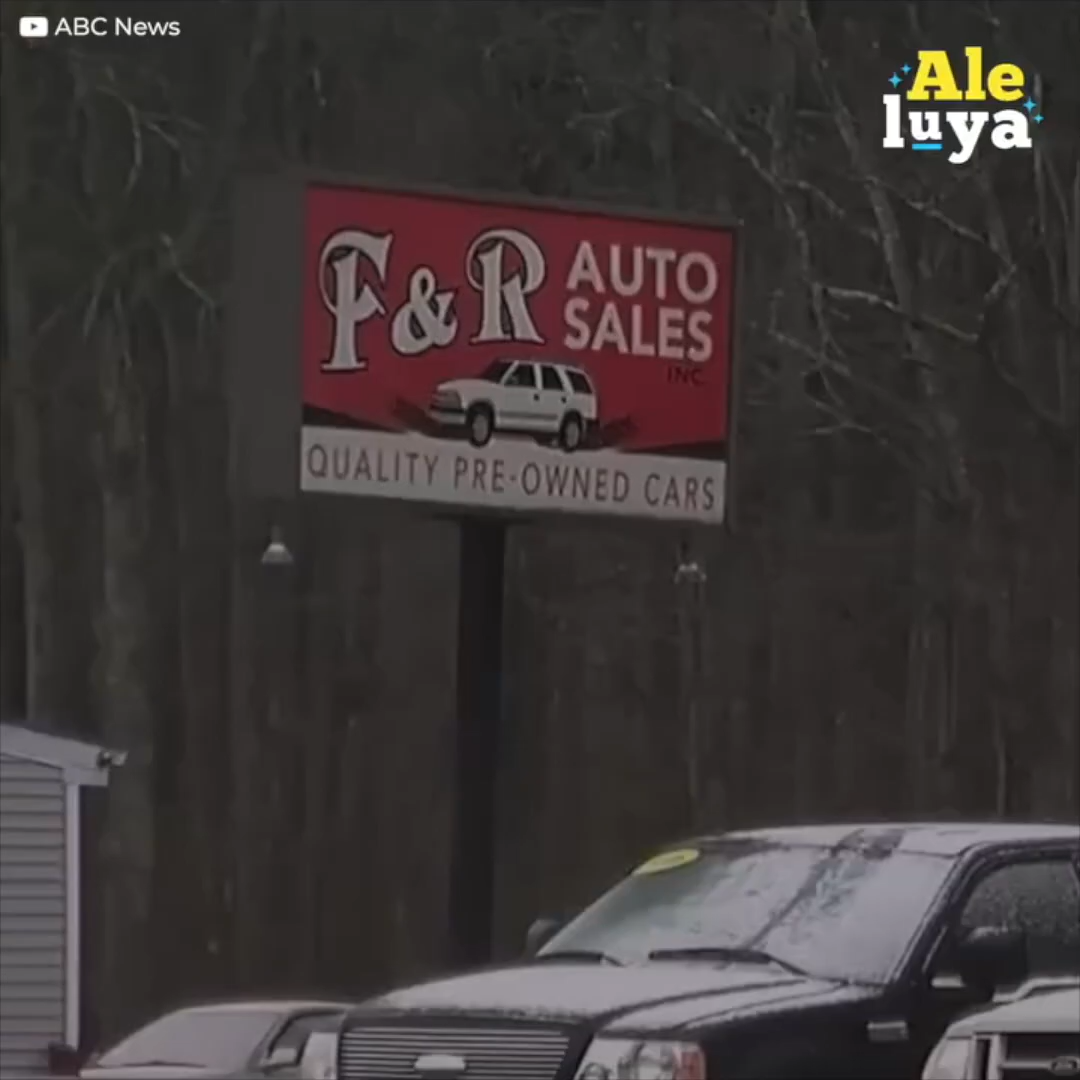 ABC News
Ale
luya
F & R
AUTO
SALES
INC.
QUALITY PRE-OWNED CARS